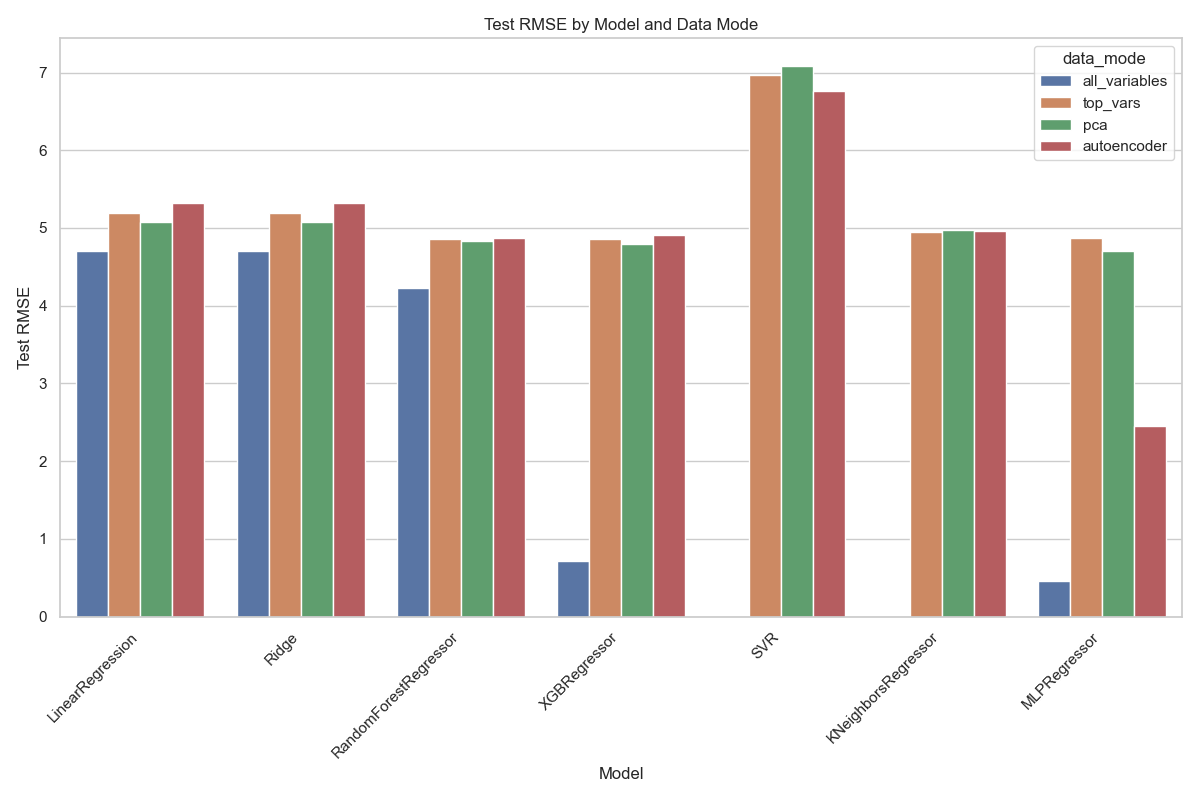 Test RMSE by Model and Data Mode
data_mode
all_variables
top_vars
pca
autoencoder
Test RMSE
7
6
5
4
3
2
1
0
LinearRegression
Ridge
RandomForestRegressor
XGBRegressor
SVR
KNeighborsRegressor
MLPRegressor
Model